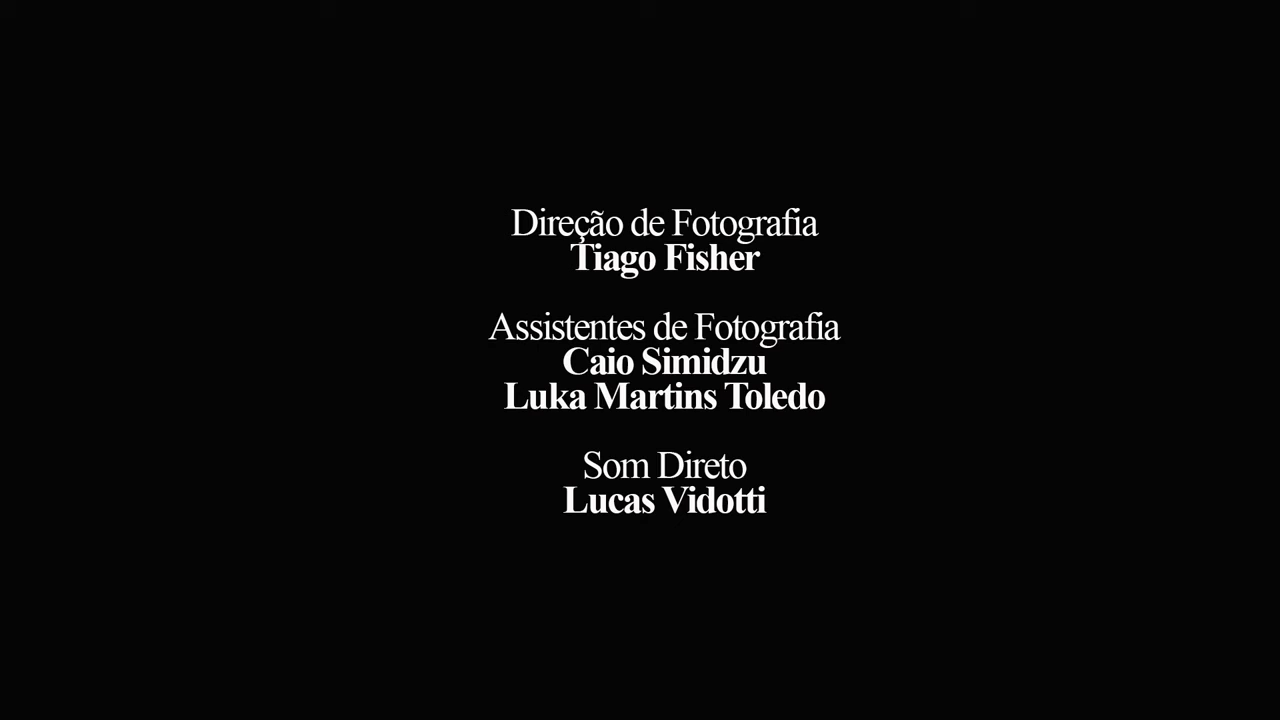 Direção de Fotografia
Tiago Fisher
Assistentes de Fotografia
Caio Simidzu
Luka Martins Toledo
Som Direto
Lucas Vidotti